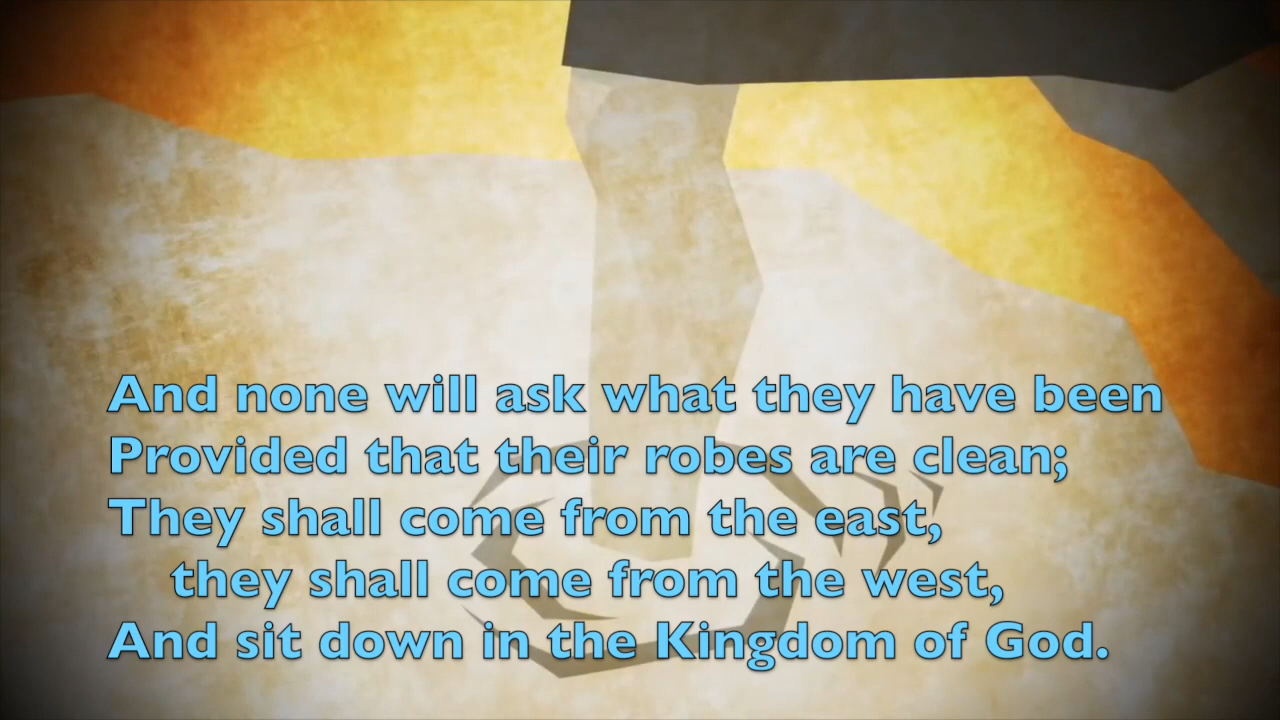 And none will ask what they have been
Provided that their robes are clean;
They shall come from the east,
they shall come from the west,
And sit down in the Kingdom of God.